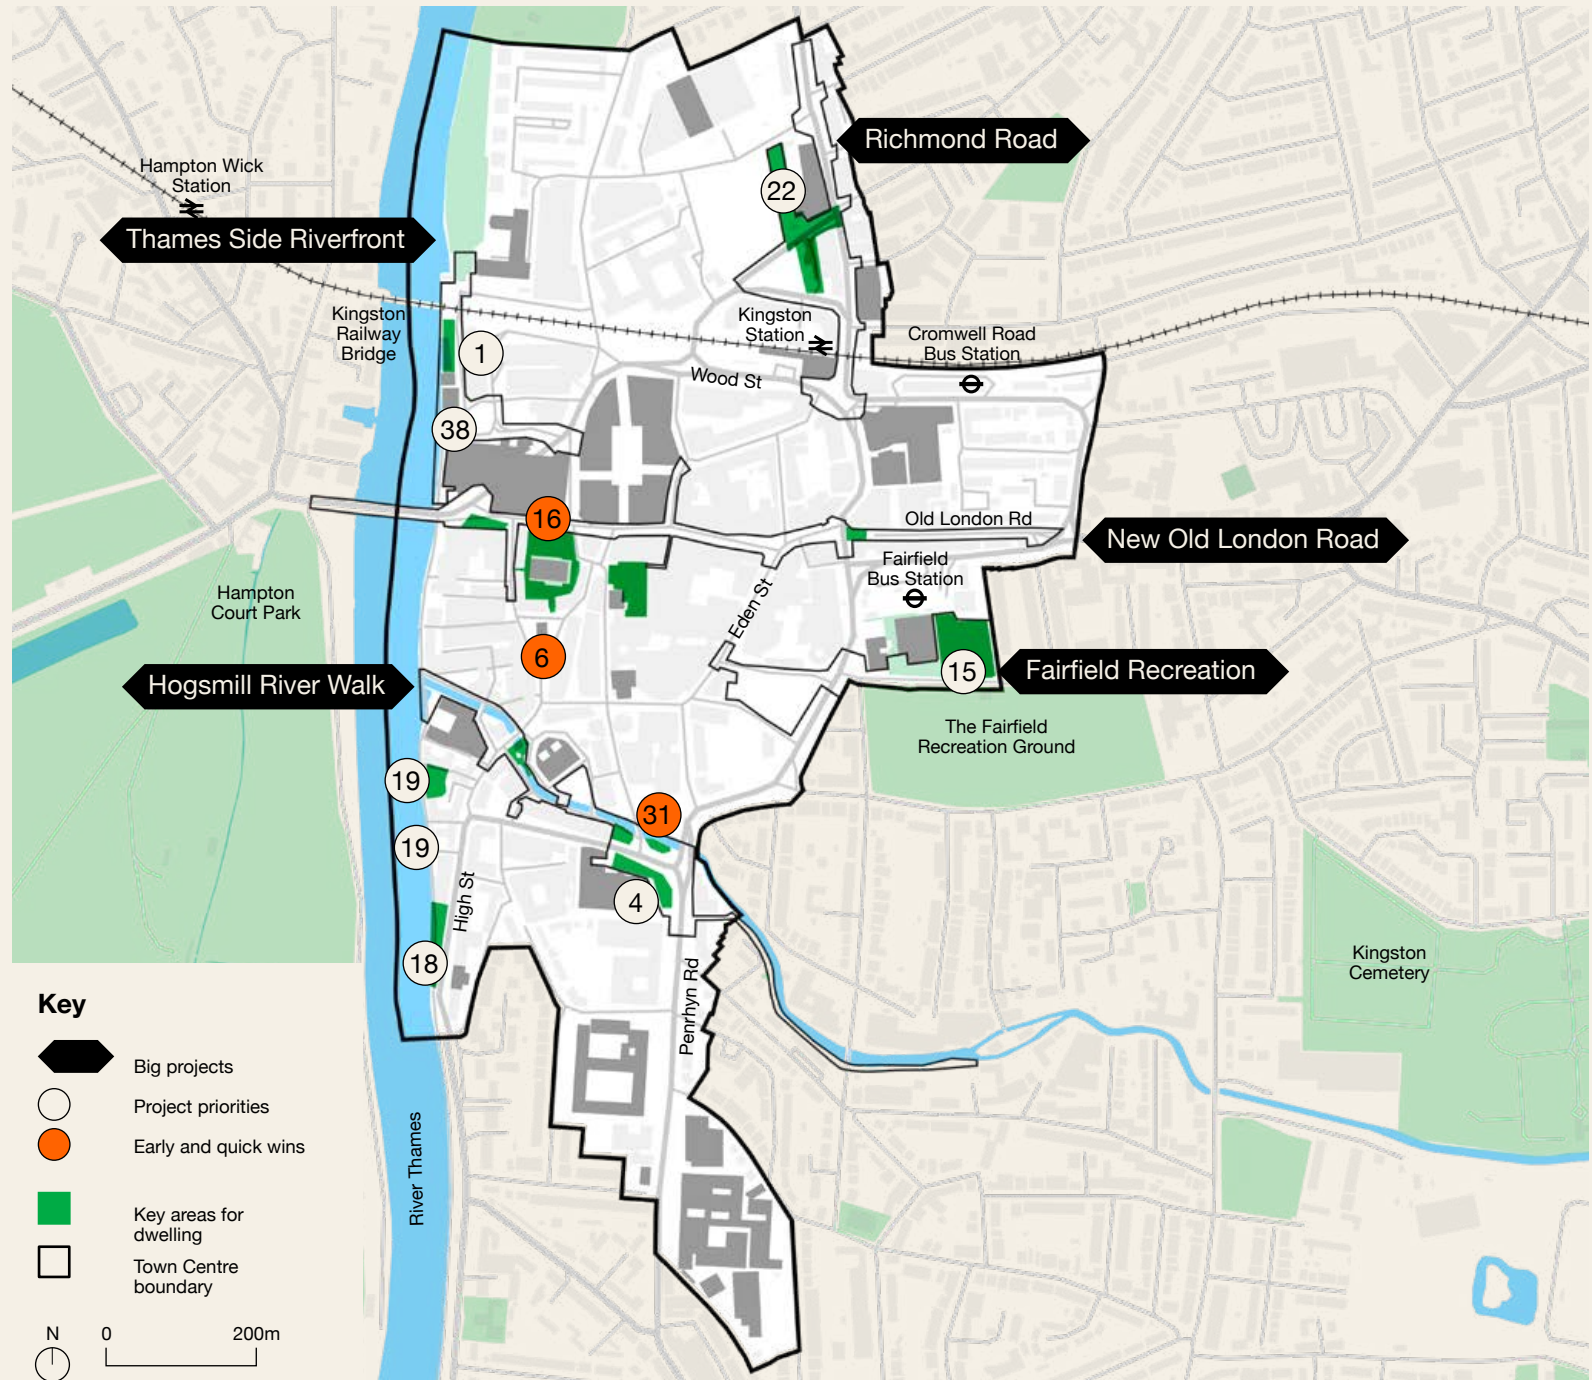 Richmond Road
Hampton Wick
Station
22
Thames Side Riverfront
Kingston
Railway
Bridge
Kingston
Station
Cromwell Road
Bus Station
1
Wood St
38
16
Old London Rd
New Old London Road
Fairfield
Bus Station
Hampton
Court Park
Eden St
6
Hogsmill River Walk
15
Fairfield Recreation
The Fairfield
Recreation Ground
19
31
19
High St
4
18
Kingston
Cemetery
Penrhyn Rd
River Thames
Key
Big projects
Project priorities
Early and quick wins
Key areas for
dwelling
Town Centre
boundary
N
0
200m